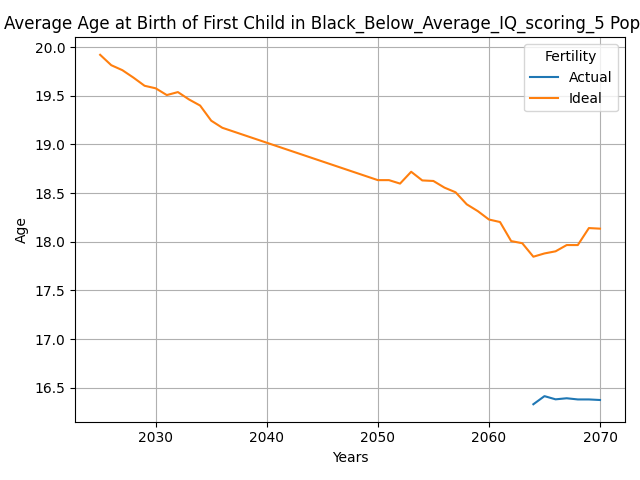 Average Age at Birth of First Child in Black_Below_Average_IQ_scoring_5 Pop
Fertility
Actual
Ideal
20.0
19.5
19.0
18.5
18.0
17.5
17.0
16.5
Age
2030 2040 2050 2060 2070
Years